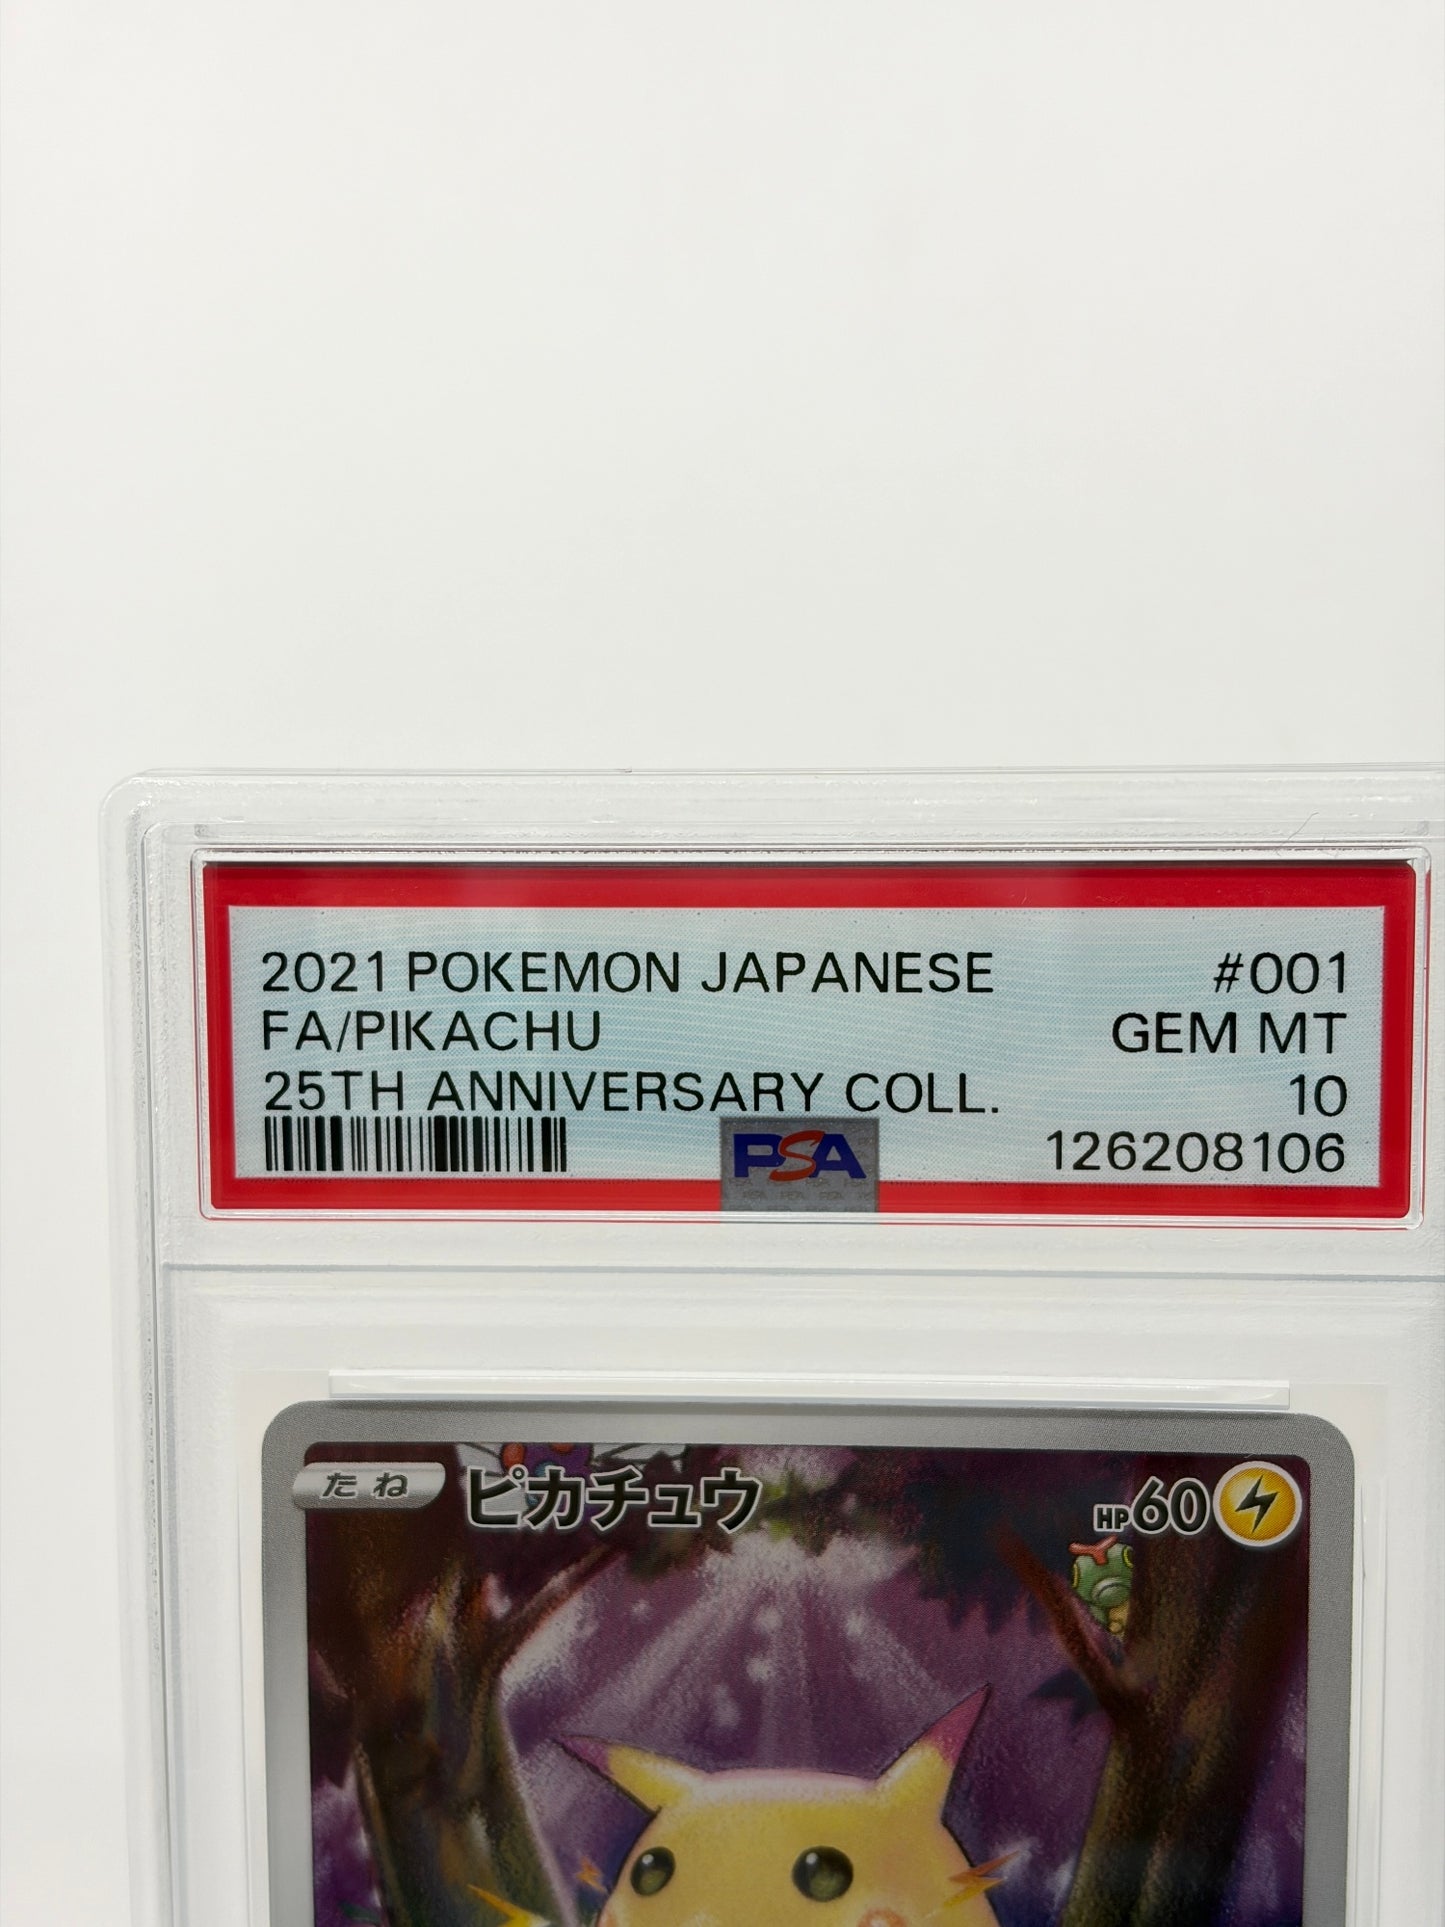 2021 POKEMON JAPANESE #001
FA/PIKACHU GEM MT
25TH ANNIVERSARY COLL. 10
PSA 126208106
たね ピカチュウ HP60